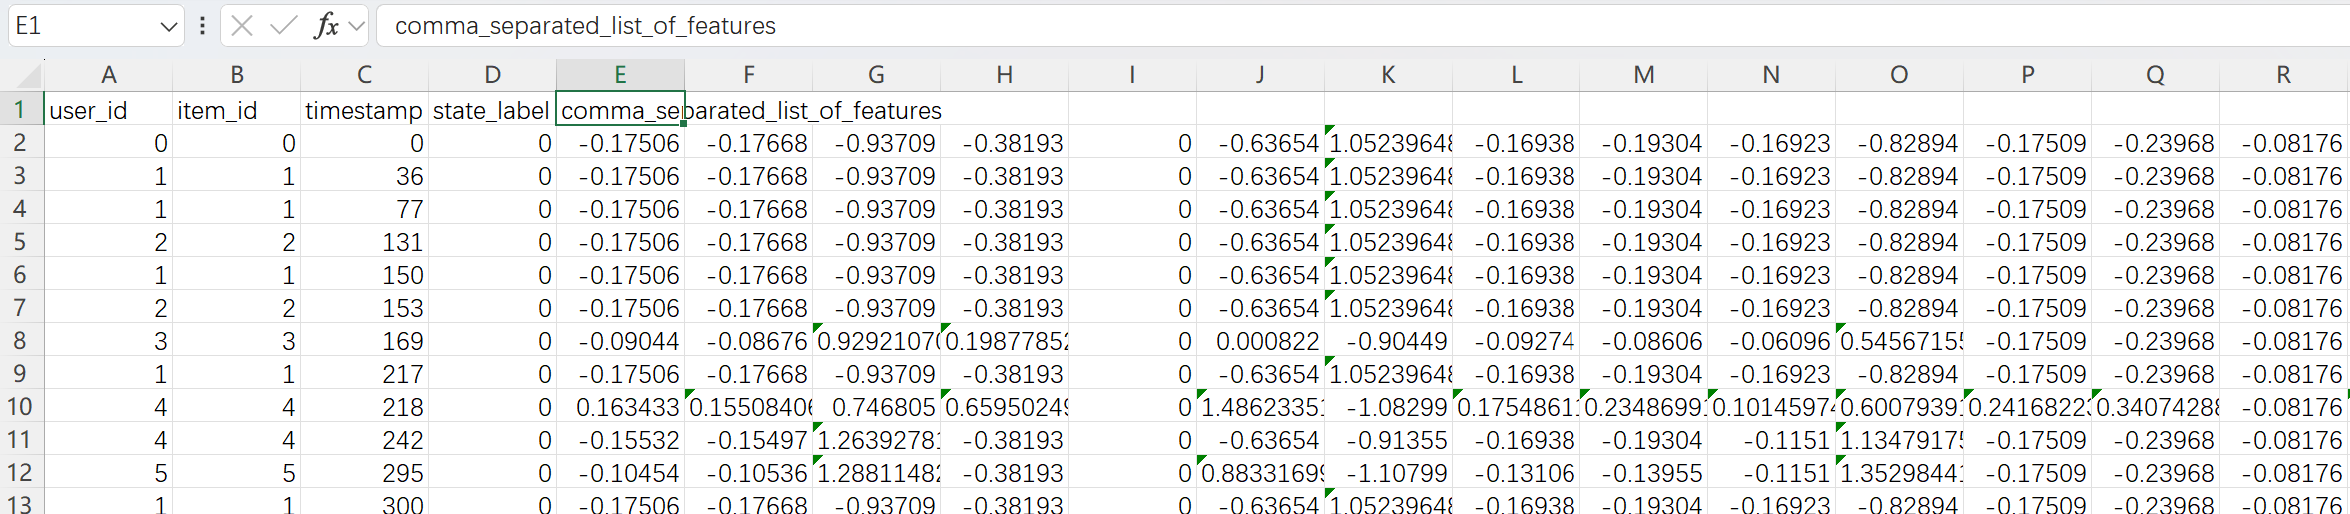 E1 fx comma_separated_list_of_features
A B C D E F G H I J K L M N O P Q R
1 user_id item_id timestamp state_label comma_separated_list_of_features
2 0 0 0 0 -0.17506 -0.17668 -0.93709 -0.38193 0 -0.63654 1.0523964 -0.16938 -0.19304 -0.16923 -0.82894 -0.17509 -0.23968 -0.08176
3 1 1 36 0 -0.17506 -0.17668 -0.93709 -0.38193 0 -0.63654 1.0523964 -0.16938 -0.19304 -0.16923 -0.82894 -0.17509 -0.23968 -0.08176
4 1 1 77 0 -0.17506 -0.17668 -0.93709 -0.38193 0 -0.63654 1.0523964 -0.16938 -0.19304 -0.16923 -0.82894 -0.17509 -0.23968 -0.08176
5 2 2 131 0 -0.17506 -0.17668 -0.93709 -0.38193 0 -0.63654 1.0523964 -0.16938 -0.19304 -0.16923 -0.82894 -0.17509 -0.23968 -0.08176
6 1 1 150 0 -0.17506 -0.17668 -0.93709 -0.38193 0 -0.63654 1.0523964 -0.16938 -0.19304 -0.16923 -0.82894 -0.17509 -0.23968 -0.08176
7 2 2 153 0 -0.17506 -0.17668 -0.93709 -0.38193 0 -0.63654 1.0523964 -0.16938 -0.19304 -0.16923 -0.82894 -0.17509 -0.23968 -0.08176
8 3 3 169 0 -0.09044 -0.08676 0.9292107 0.1987785 0 0.000822 -0.90449 -0.09274 -0.08606 -0.06096 0.5456715 -0.17509 -0.23968 -0.08176
9 1 1 217 0 -0.17506 -0.17668 -0.93709 -0.38193 0 -0.63654 1.0523964 -0.16938 -0.19304 -0.16923 -0.82894 -0.17509 -0.23968 -0.08176
10 4 4 218 0 0.163433 0.1550840 0.746805 0.6595024 0 1.4862335 -1.08299 0.1754861 0.2348699 0.1014597 0.6007939 0.2416822 0.3407428 -0.08176
11 4 4 242 0 -0.15532 -0.15497 1.2639278 -0.38193 0 -0.63654 -0.91355 -0.16938 -0.19304 -0.1151 1.1347917 -0.17509 -0.23968 -0.08176
12 5 5 295 0 -0.10454 -0.10536 1.2881148 -0.38193 0 0.8833169 -1.10799 -0.13106 -0.13955 -0.1151 1.3529844 -0.17509 -0.23968 -0.08176
13 1 1 300 0 -0.17506 -0.17668 -0.93709 -0.38193 0 -0.63654 1.0523964 -0.16938 -0.19304 -0.16923 -0.82894 -0.17509 -0.23968 -0.08176